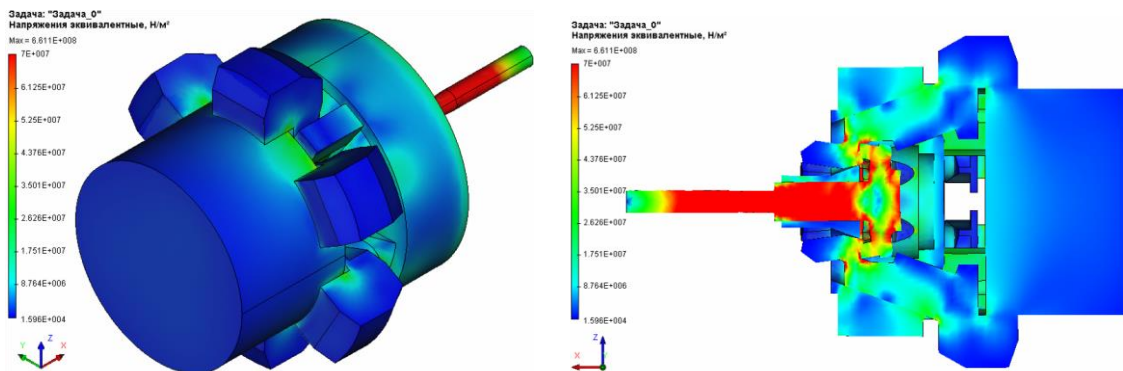 Задача: "Задача_0"
Напряжения эквивалентные, Н/м²
Max = 6.611E+008
7E+007
6.125E+007
5.25E+007
4.376E+007
3.501E+007
2.626E+007
1.751E+007
8.764E+006
1.596E+004
Z
Y
X
Задача: "Задача_0"
Напряжения эквивалентные, Н/м²
Max = 6.611E+008
7E+007
6.125E+007
5.25E+007
4.376E+007
3.501E+007
2.626E+007
1.751E+007
8.764E+006
1.596E+004
Z
X